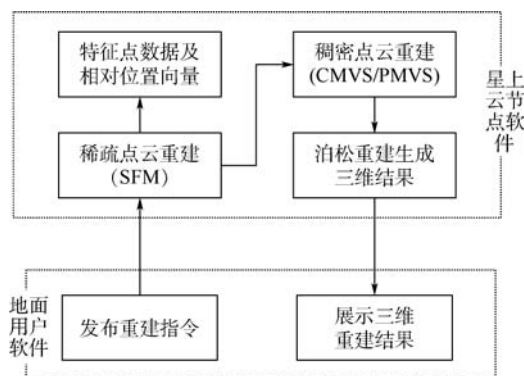 特征点数据及
相对位置向量
稠密点云重建
(CMVS/PMVS)
星上
云节
点软
件
稀疏点云重建
(SFM)
泊松重建生成
三维结果
地面
用户
软件
发布重建指令
展示三维
重建结果